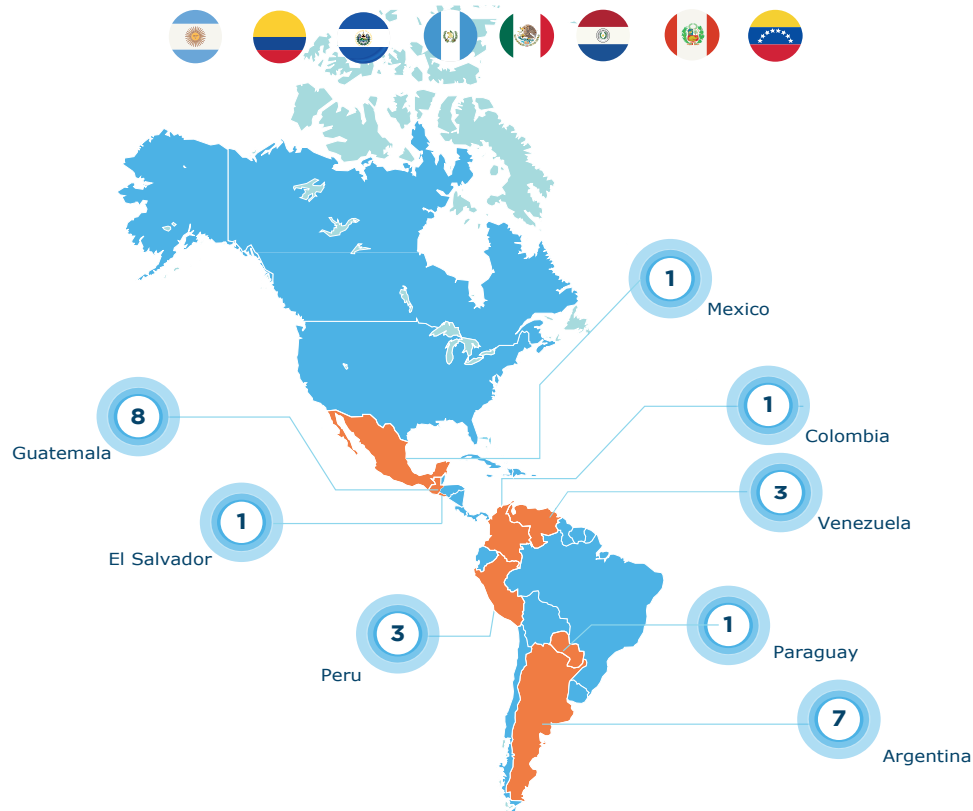 1
Mexico
8
Guatemala
1
Colombia
3
Venezuela
1
El Salvador
3
Peru
1
Paraguay
7
Argentina